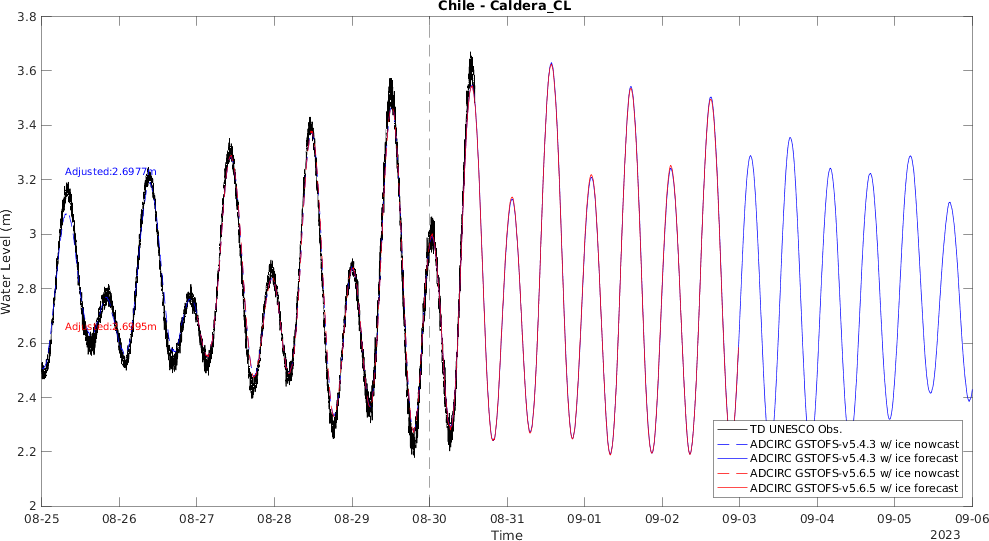 Chile - Caldera_CL
3.8
3.6
3.4
3.2
3
2.8
2.6
2.4
2.2
2
Water Level (m)
Adjusted:2.6977m
Adjusted:2.6995m
TD UNESCO Obs.
ADCIRC GSTOFS-v5.4.3 w/ ice nowcast
ADCIRC GSTOFS-v5.4.3 w/ ice forecast
ADCIRC GSTOFS-v5.6.5 w/ ice nowcast
ADCIRC GSTOFS-v5.6.5 w/ ice forecast
08-25 08-26 08-27 08-28 08-29 08-30 08-31 09-01 09-02 09-03 09-04 09-05 09-06
Time
2023